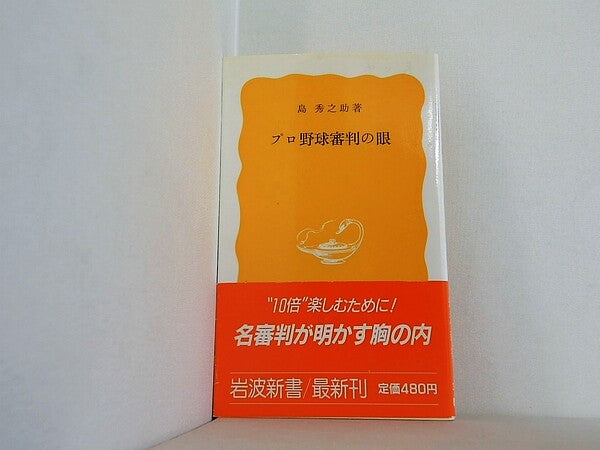 島 秀之助著
プロ野球審判の眼
“10倍”楽しむために!
名審判が明かす胸の内
岩波新書/最新刊 定価480円